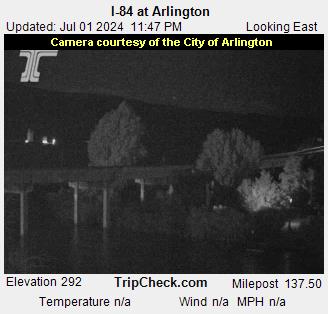 I-84 at Arlington
Updated: Jul 01 2024 11:47 PM Looking East
Camera courtesy of the City of Arlington
Elevation 292 TripCheck.com Milepost 137.50
Temperature n/a Wind n/a MPH n/a